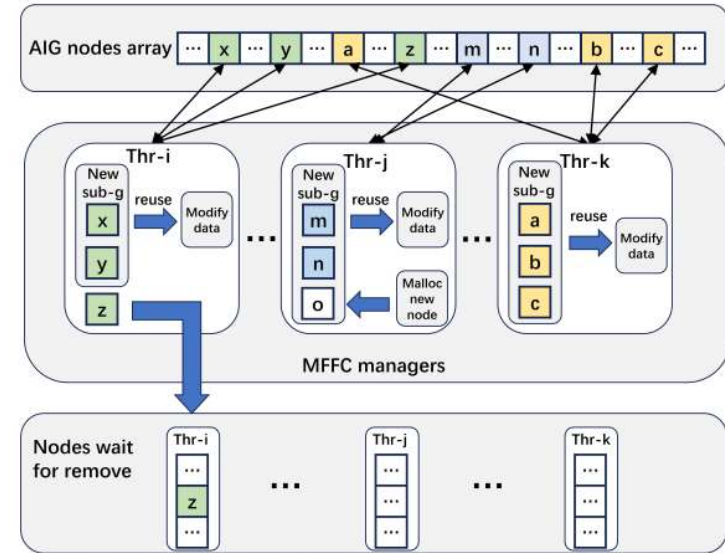 AIG nodes array ... x ... y ... a ... z ... m ... n ... b ... c ...
Thr-i
New
sub-g
x
y
z
reuse
Modify
data
...
Thr-j
New
sub-g
m
n
o
reuse
Modify
data
Malloc
new
node
...
Thr-k
New
sub-g
a
b
c
reuse
Modify
data
MFFC managers
Nodes wait
for remove
Thr-i
...
z
...
...
Thr-j
...
...
...
...
Thr-k
...
...
...